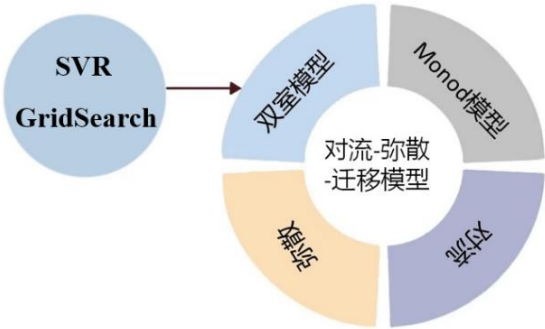 SVR
GridSearch
双室模型
Monod模型
对流-弥散
-迁移模型
弥散
对流